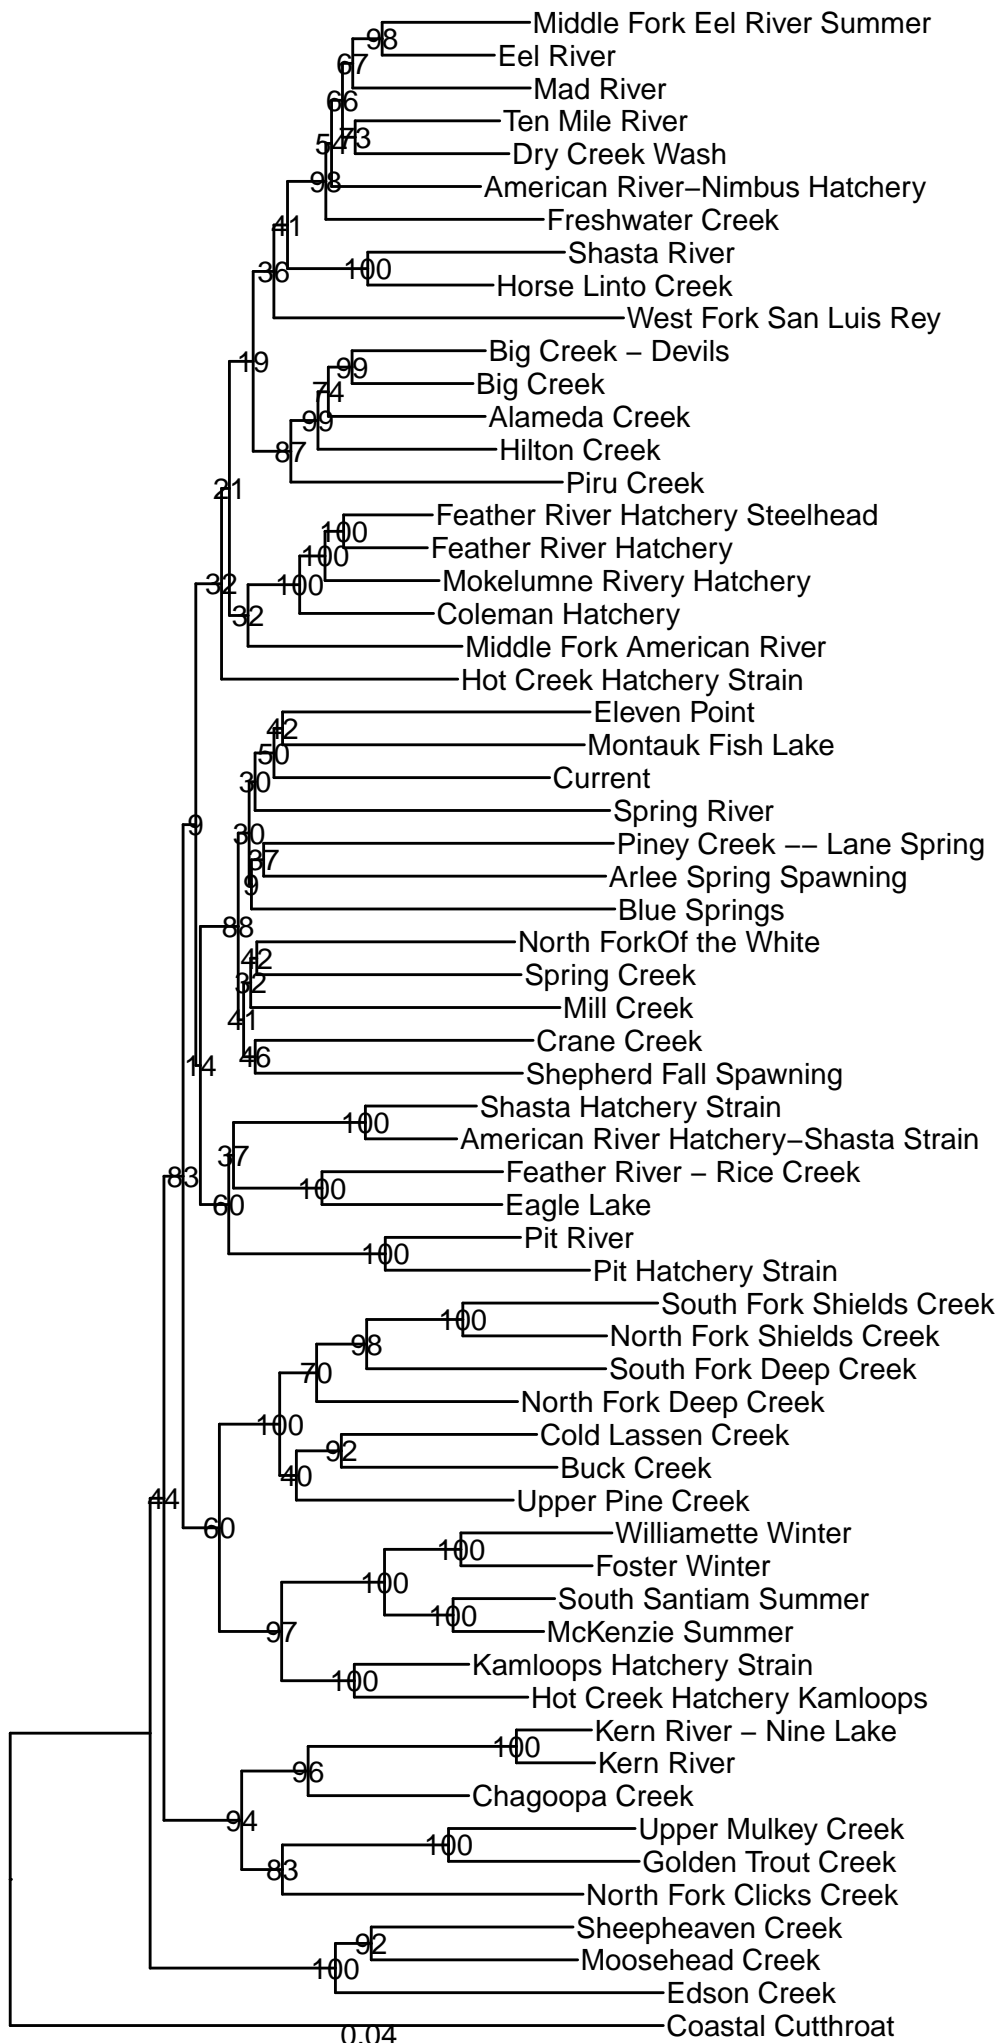 Middle Fork Eel River Summer
98
Eel River
67
Mad River
66
Ten Mile River
54
73
Dry Creek Wash
98
American River−Nimbus Hatchery
Freshwater Creek
41
Shasta River
36
100
Horse Linto Creek
West Fork San Luis Rey
19
Big Creek − Devils
99
Big Creek
74
Alameda Creek
99
Hilton Creek
87
Piru Creek
21
Feather River Hatchery Steelhead
100
Feather River Hatchery
100
Mokelumne Rivery Hatchery
32
100
Coleman Hatchery
32
Middle Fork American River
Hot Creek Hatchery Strain
Eleven Point
42
Montauk Fish Lake
50
Current
30
Spring River
9
30
Piney Creek −− Lane Spring
37
Arlee Spring Spawning
9
Blue Springs
88
North ForkOf the White
42
Spring Creek
32
Mill Creek
41
Crane Creek
46
14
Shepherd Fall Spawning
Shasta Hatchery Strain
100
American River Hatchery−Shasta Strain
37
Feather River − Rice Creek
83
100
Eagle Lake
60
Pit River
100
Pit Hatchery Strain
South Fork Shields Creek
100
North Fork Shields Creek
98
South Fork Deep Creek
70
North Fork Deep Creek
100
Cold Lassen Creek
92
Buck Creek
40
Upper Pine Creek
44
60
Williamette Winter
100
Foster Winter
100
South Santiam Summer
100
McKenzie Summer
97
Kamloops Hatchery Strain
100
Hot Creek Hatchery Kamloops
Kern River − Nine Lake
100
Kern River
96
Chagoopa Creek
94
Upper Mulkey Creek
100
Golden Trout Creek
83
North Fork Clicks Creek
Sheepheaven Creek
92
Moosehead Creek
100
Edson Creek
Coastal Cutthroat
0.04